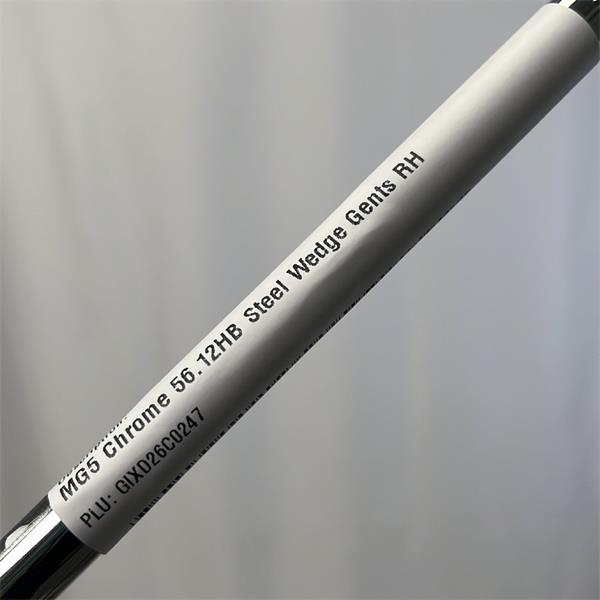 MG5 Chrome 56.12HB Steel Wedge Gents RH
PLU: GIXD26C0247